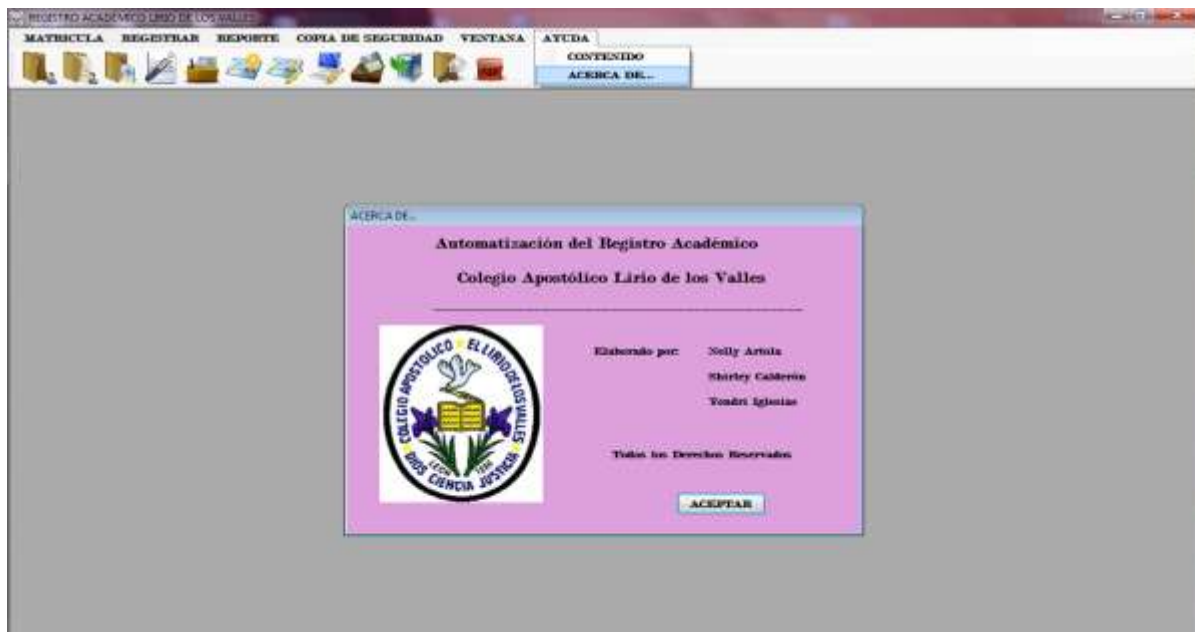 REGISTRO ACADEMICO LIRIO DE LOS VALLES
MATRICULA REGISTRAR REPORTE COPIA DE SEGURIDAD VENTANA AYUDA
CONTENIDO
ACERCA DE...
ACERCA DE...
Automatización del Registro Académico
Colegio Apostólico Lirio de los Valles
COLEGIO APOSTOLICO EL LIRIO DE LOS VALLES
LEON
DIOS CIENCIA JUSTICIA
Elaborado por: Nelly Artola
Shirley Calderón
Yendri Iglesias
Todos los Derechos Reservados
ACEPTAR